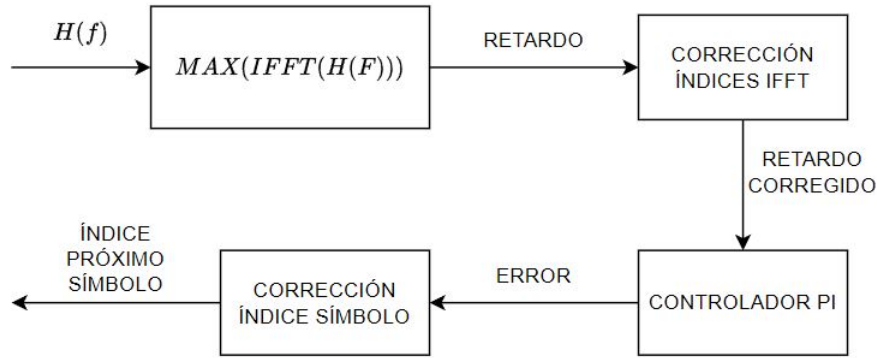 H(f)
MAX(IFFT(H(F)))
RETARDO
CORRECCIÓN
ÍNDICES IFFT
RETARDO
CORREGIDO
CONTROLADOR PI
ERROR
CORRECCIÓN
ÍNDICE SÍMBOLO
ÍNDICE
PRÓXIMO
SÍMBOLO